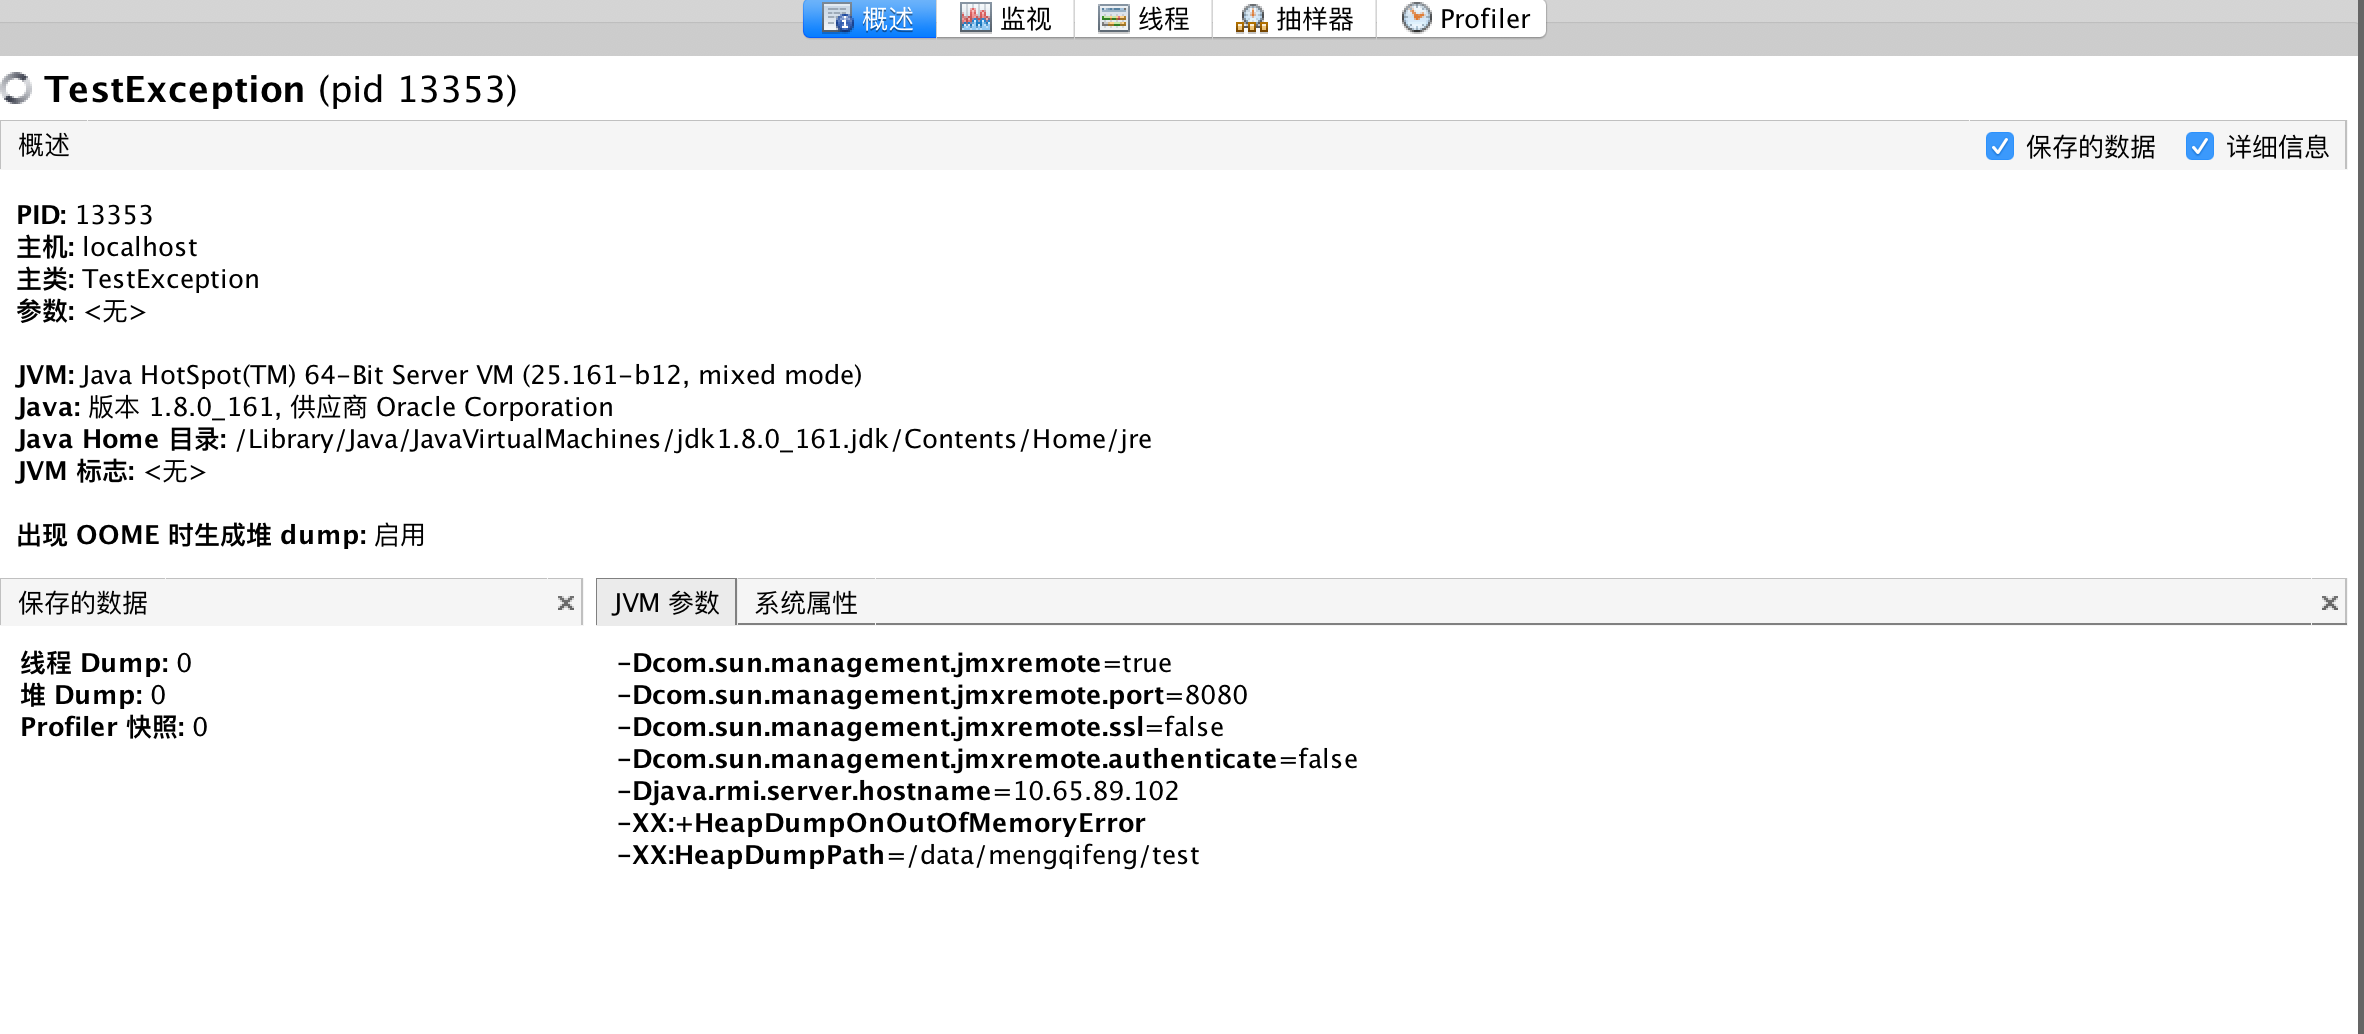 概述 监视 线程 抽样器 Profiler
TestException (pid 13353)
概述 保存的数据 详细信息
PID: 13353
主机: localhost
主类: TestException
参数: <无>
JVM: Java HotSpot(TM) 64-Bit Server VM (25.161-b12, mixed mode)
Java: 版本 1.8.0_161, 供应商 Oracle Corporation
Java Home 目录: /Library/Java/JavaVirtualMachines/jdk1.8.0_161.jdk/Contents/Home/jre
JVM 标志: <无>
出现 OOME 时生成堆 dump: 启用
保存的数据
线程 Dump: 0
堆 Dump: 0
Profiler 快照: 0
JVM 参数 系统属性
-Dcom.sun.management.jmxremote=true
-Dcom.sun.management.jmxremote.port=8080
-Dcom.sun.management.jmxremote.ssl=false
-Dcom.sun.management.jmxremote.authenticate=false
-Djava.rmi.server.hostname=10.65.89.102
-XX:+HeapDumpOnOutOfMemoryError
-XX:HeapDumpPath=/data/mengqifeng/test